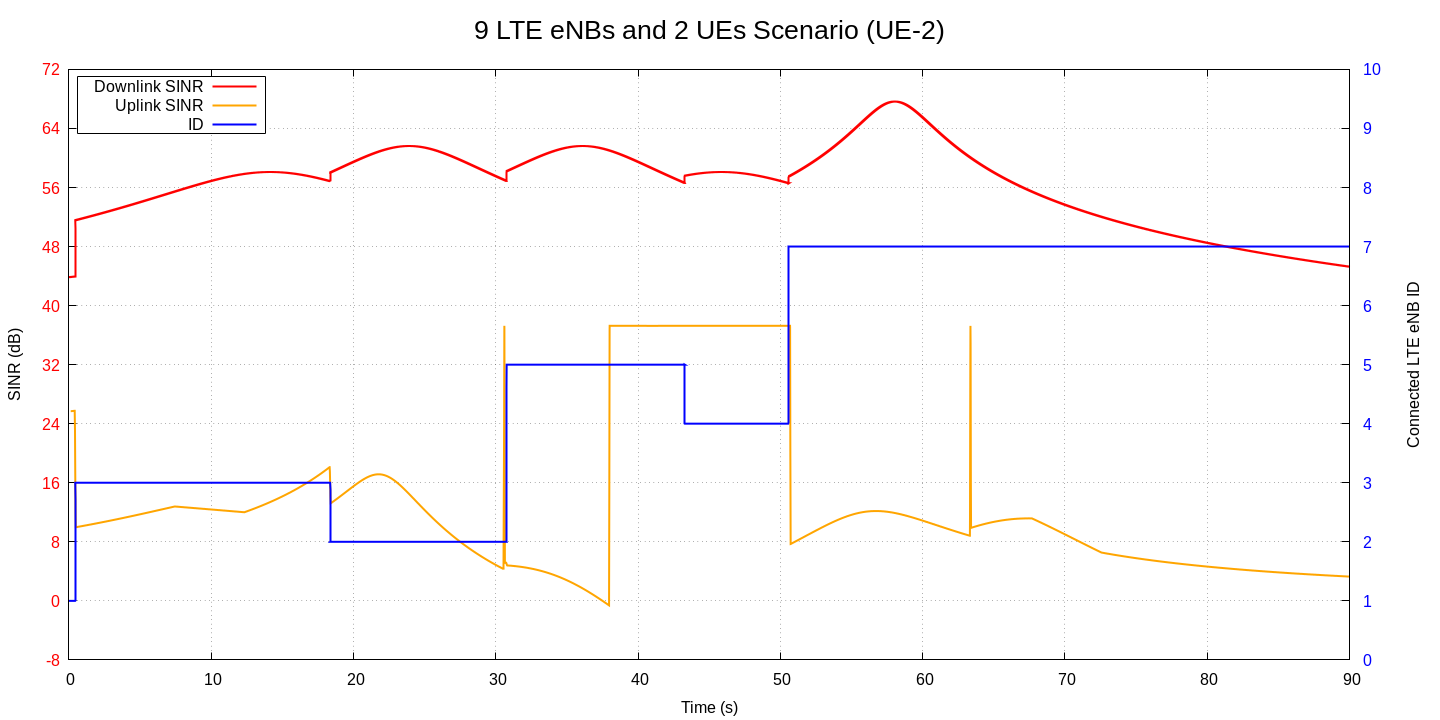 9 LTE eNBs and 2 UEs Scenario (UE-2)
Downlink SINR
Uplink SINR
ID
72
64
56
48
40
32
24
16
8
0
-8
SINR (dB)
10
9
8
7
6
5
4
3
2
1
0
Connected LTE eNB ID
0 10 20 30 40 50 60 70 80 90
Time (s)